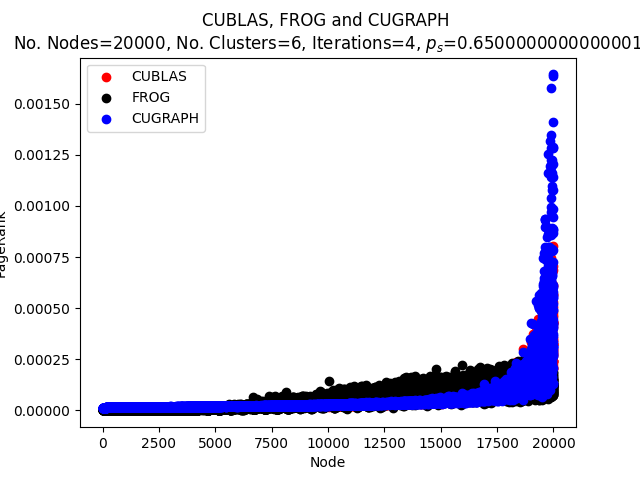 CUBLAS, FROG and CUGRAPH
No. Nodes=20000, No. Clusters=6, Iterations=4, pₛ=0.6500000000000001
CUBLAS
FROG
CUGRAPH
0.00150
0.00125
0.00100
0.00075
0.00050
0.00025
0.00000
PageRank
0 2500 5000 7500 10000 12500 15000 17500 20000
Node